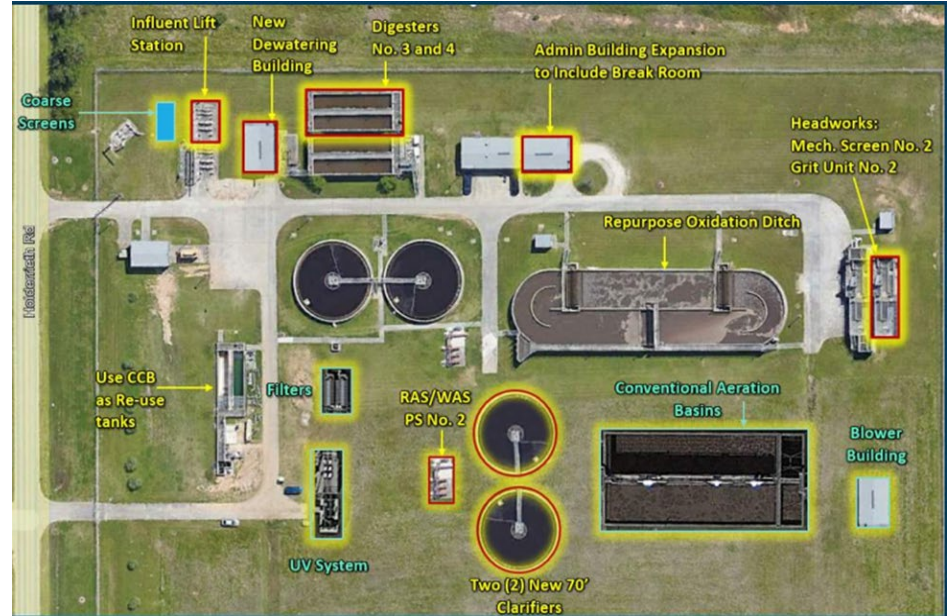 Influent Lift
Station
New
Dewatering
Building
Digesters
No. 3 and 4
Admin Building Expansion
to Include Break Room
Coarse
Screens
Headworks:
Mech. Screen No. 2
Grit Unit No. 2
Repurpose Oxidation Ditch
Holderrieth Rd
Use CCB
as Re-use
tanks
Filters
RAS/WAS
PS No. 2
Conventional Aeration
Basins
Blower
Building
UV System
Two (2) New 70'
Clarifiers